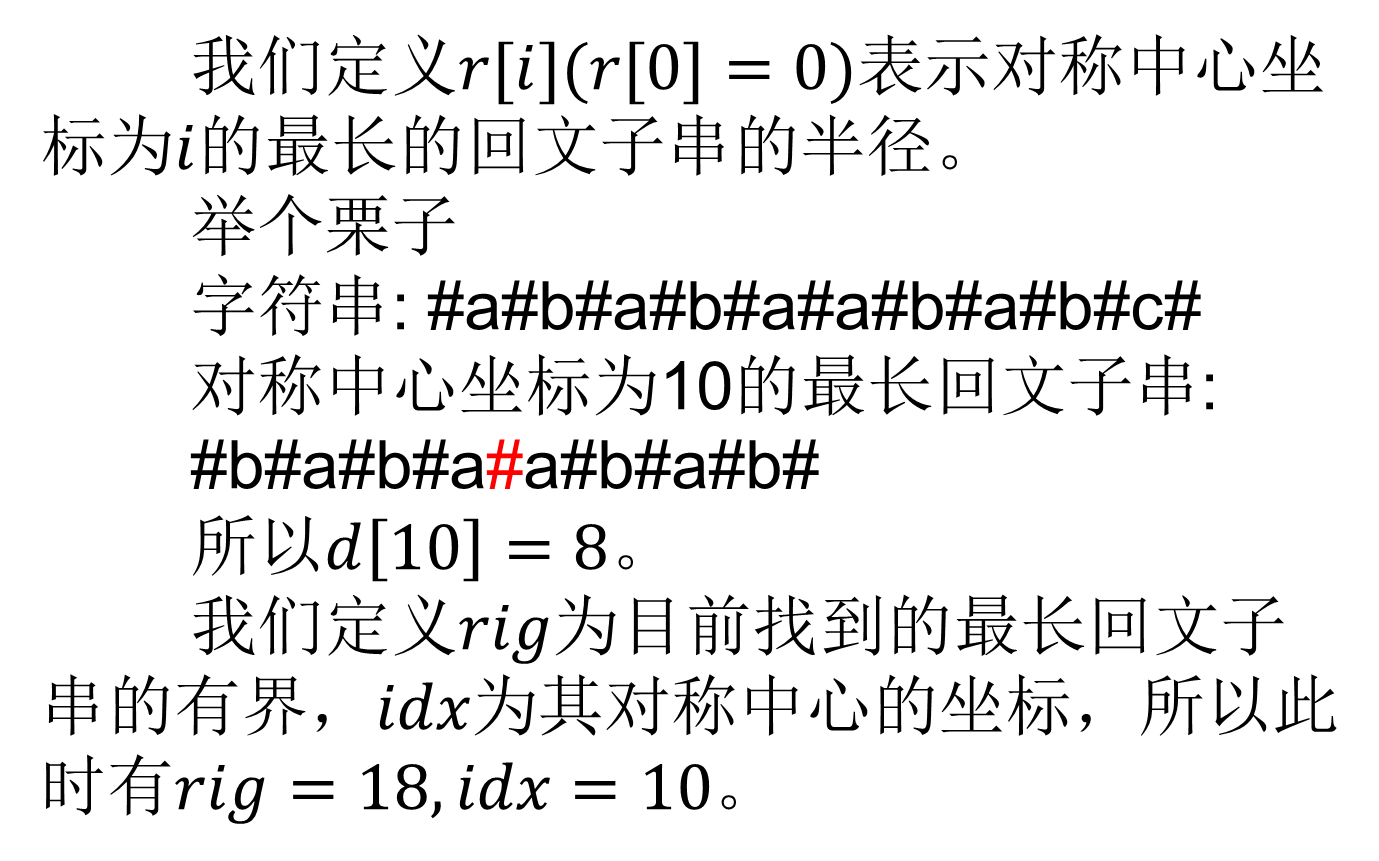 我们定义r[i](r[0] = 0)表示对称中心坐
标为i的最长的回文子串的半径。
举个栗子
字符串: #a#b#a#b#a#a#b#a#b#c#
对称中心坐标为10的最长回文子串:
#b#a#b#a#a#b#a#b#
所以d[10] = 8。
我们定义rig为目前找到的最长回文子
串的有界，idx为其对称中心的坐标，所以此
时有rig = 18, idx = 10。